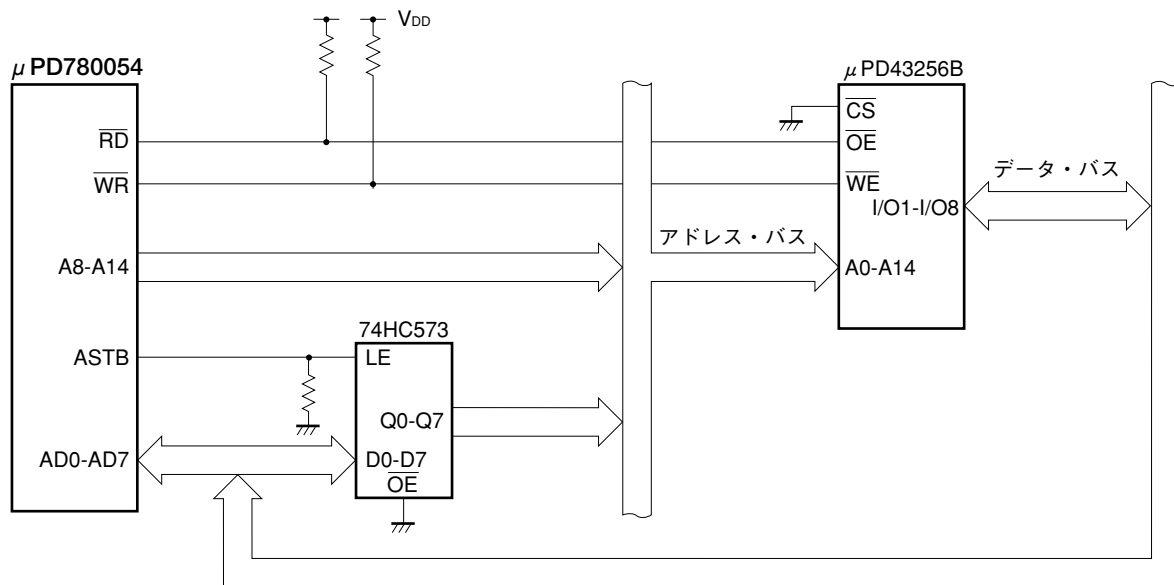 VDD
μPD780054
RD
WR
A8-A14
ASTB
AD0-AD7
74HC573
LE
Q0-Q7
D0-D7
OE
アドレス・バス
μPD43256B
CS
OE
WE
I/O1-I/O8
A0-A14
データ・バス